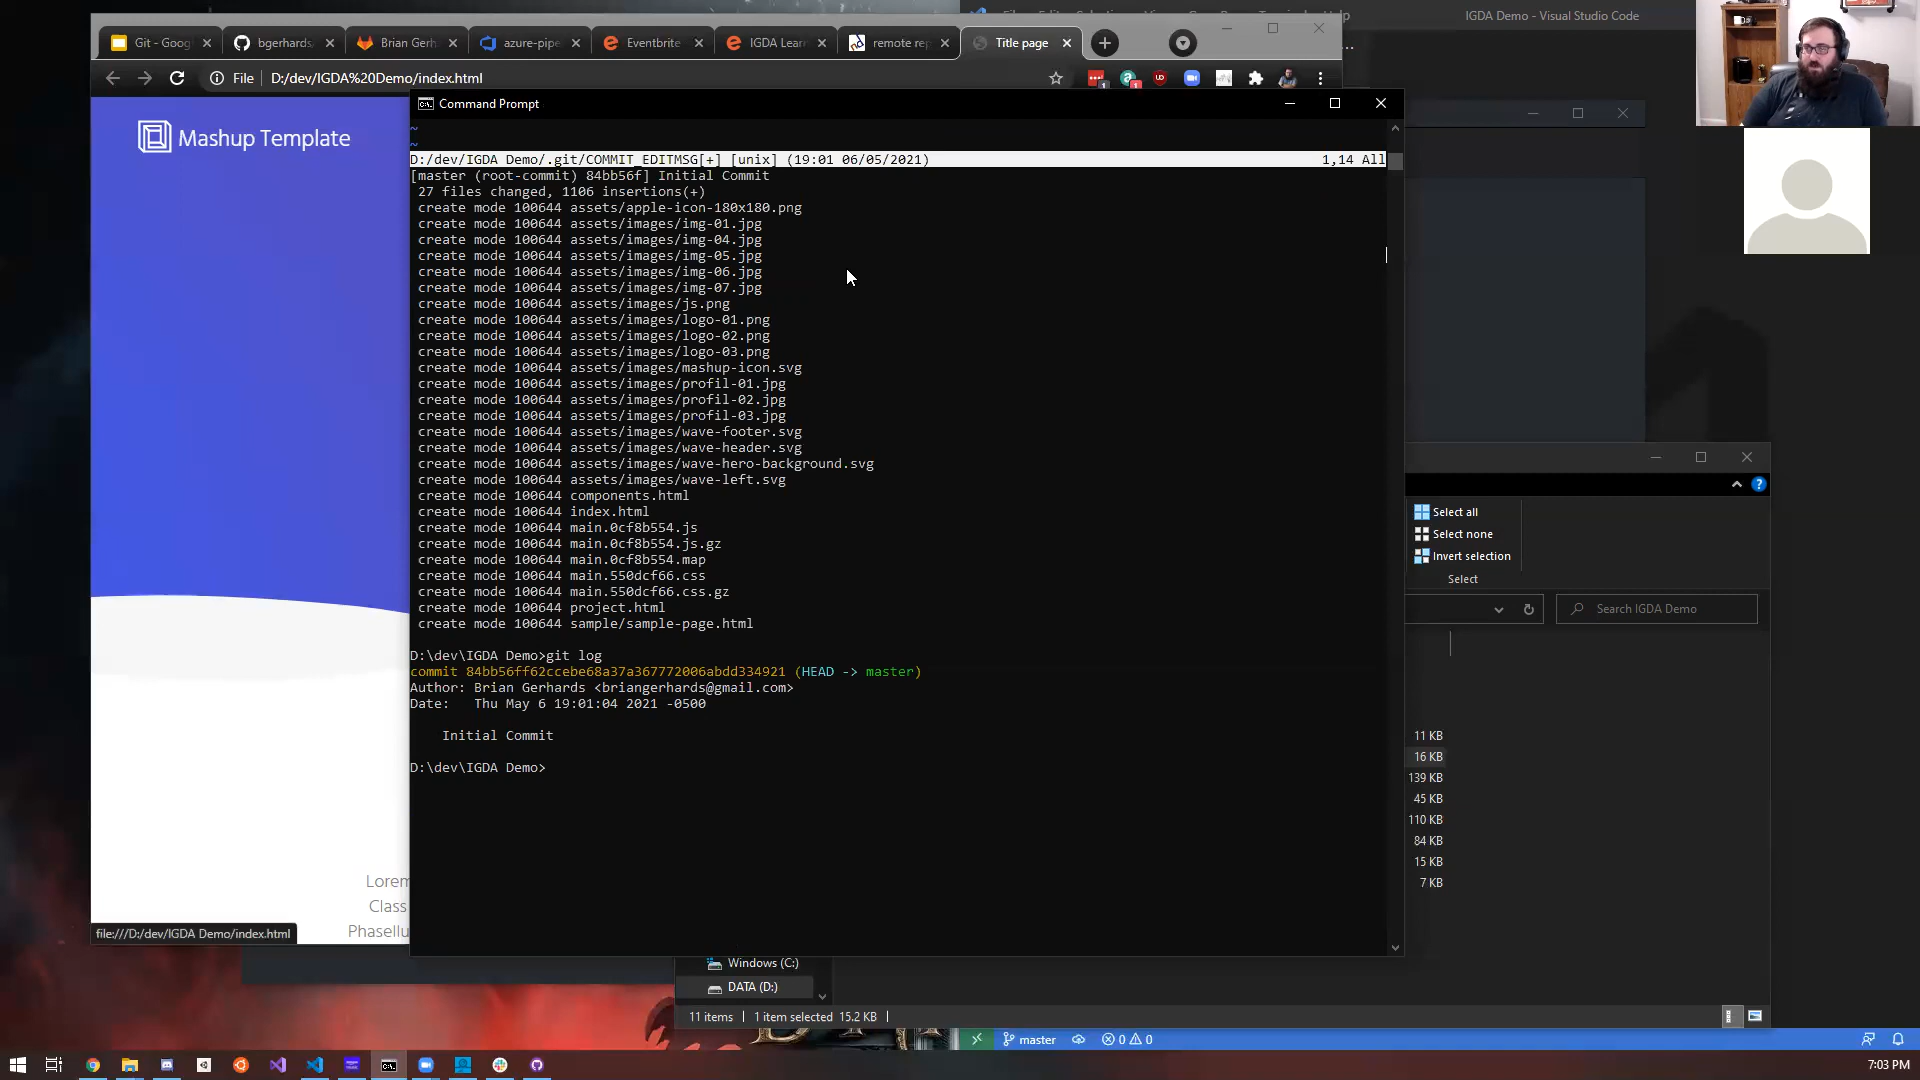 IGDA Demo - Visual Studio Code
Git - Goog
bgerhards/
Brian Gerh
azure-pipe
Eventbrite
IGDA Lear
remote rep
Title page
File
D:/dev/IGDA%20Demo/index.html
Mashup Template
Command Prompt
~
~
D:/dev/IGDA Demo/.git/COMMIT_EDITMSG[+] [unix] (19:01 06/05/2021) 1,14 All
[master (root-commit) 84bb56f] Initial Commit
27 files changed, 1106 insertions(+)
create mode 100644 assets/apple-icon-180x180.png
create mode 100644 assets/images/img-01.jpg
create mode 100644 assets/images/img-04.jpg
create mode 100644 assets/images/img-05.jpg
create mode 100644 assets/images/img-06.jpg
create mode 100644 assets/images/img-07.jpg
create mode 100644 assets/images/js.png
create mode 100644 assets/images/logo-01.png
create mode 100644 assets/images/logo-02.png
create mode 100644 assets/images/logo-03.png
create mode 100644 assets/images/mashup-icon.svg
create mode 100644 assets/images/profil-01.jpg
create mode 100644 assets/images/profil-02.jpg
create mode 100644 assets/images/profil-03.jpg
create mode 100644 assets/images/wave-footer.svg
create mode 100644 assets/images/wave-header.svg
create mode 100644 assets/images/wave-hero-background.svg
create mode 100644 assets/images/wave-left.svg
create mode 100644 components.html
create mode 100644 index.html
create mode 100644 main.0cf8b554.js
create mode 100644 main.0cf8b554.js.gz
create mode 100644 main.0cf8b554.map
create mode 100644 main.550dcf66.css
create mode 100644 main.550dcf66.css.gz
create mode 100644 project.html
create mode 100644 sample/sample-page.html
D:\dev\IGDA Demo>git log
commit 84bb56ff62ccebe68a37a367772006abdd334921 (HEAD -> master)
Author: Brian Gerhards <briangerhards@gmail.com>
Date: Thu May 6 19:01:04 2021 -0500
Initial Commit
D:\dev\IGDA Demo>
Lorem
Class
Phasellu
file:///D:/dev/IGDA Demo/index.html
Select all
Select none
Invert selection
Select
Search IGDA Demo
11 KB
16 KB
139 KB
45 KB
110 KB
84 KB
15 KB
7 KB
Windows (C:)
DATA (D:)
11 items
1 item selected 15.2 KB
master
0
0
7:03 PM